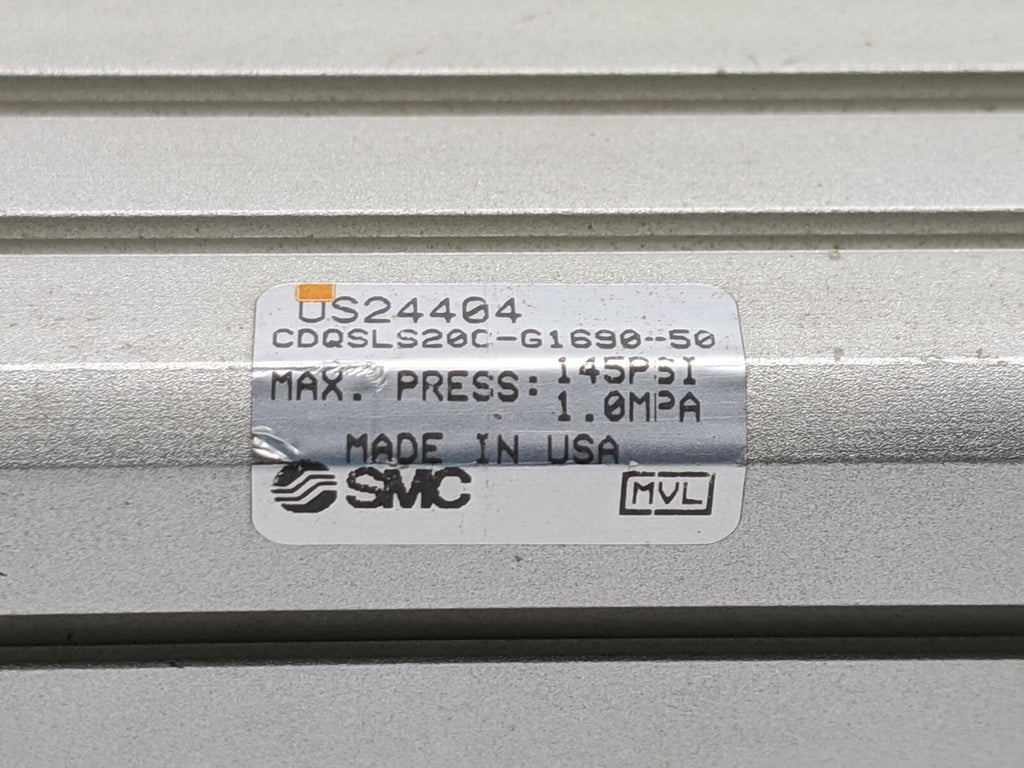 US24404
CDQSLS20C-G1690-50
MAX. PRESS: 145PSI
1.0MPA
MADE IN USA
SMC
MVL